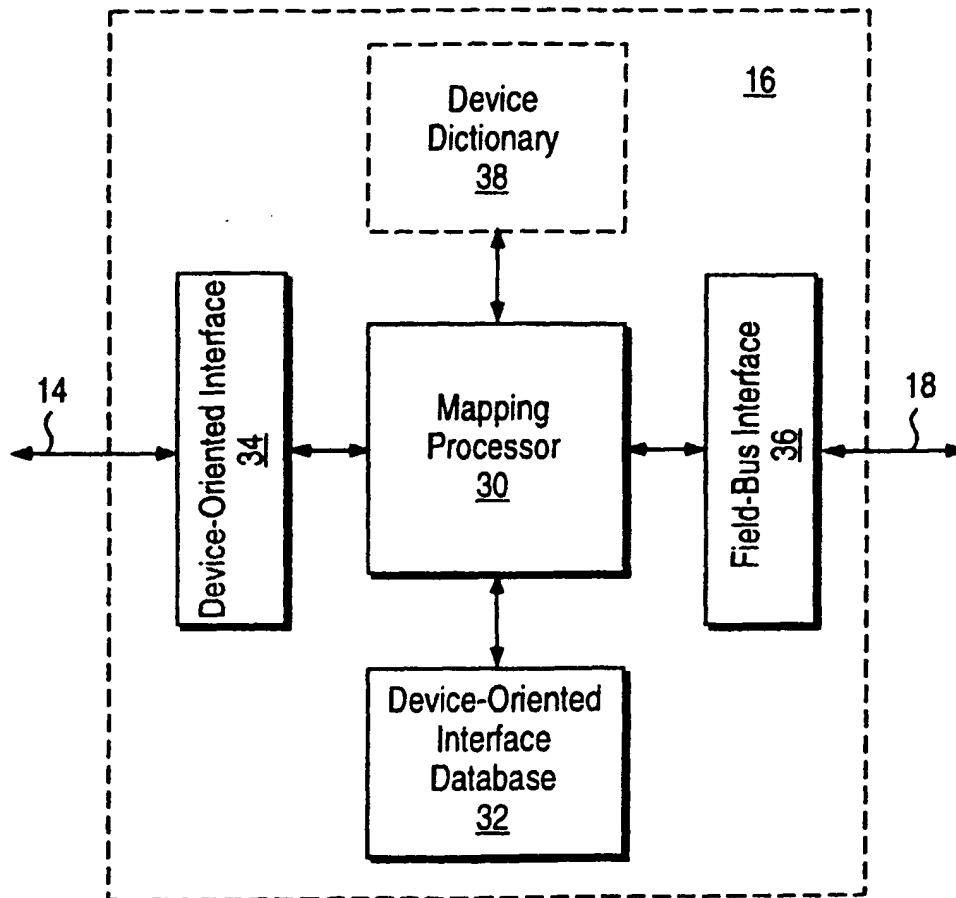 16
Device
Dictionary
38
Device-Oriented Interface
34
Mapping
Processor
30
Field-Bus Interface
36
14
18
Device-Oriented
Interface
Database
32